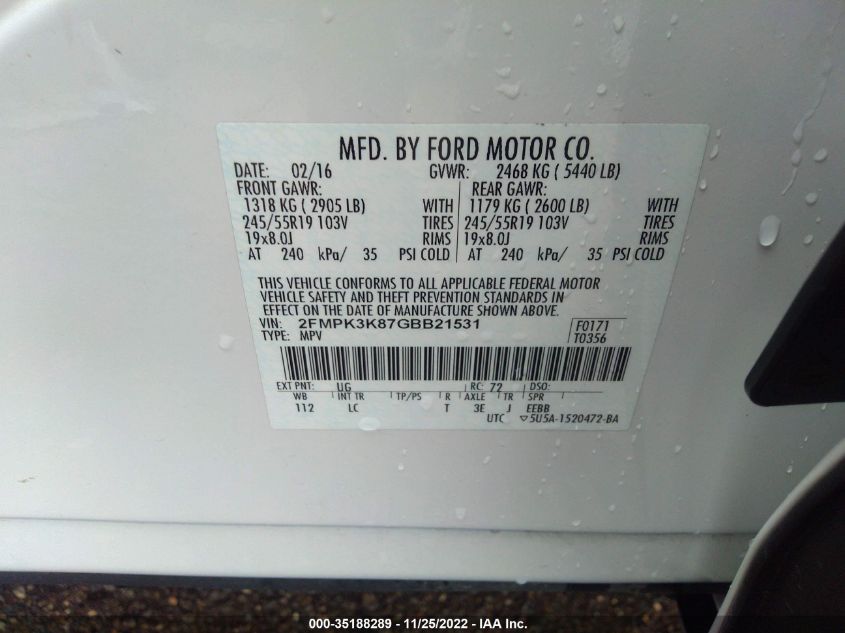 MFD. BY FORD MOTOR CO.
DATE: 02/16 GVWR: 2468 KG ( 5440 LB)
FRONT GAWR: REAR GAWR:
1318 KG ( 2905 LB) WITH 1179 KG ( 2600 LB) WITH
245/55R19 103V TIRES 245/55R19 103V TIRES
19x8.0J RIMS 19x8.0J RIMS
AT 240 kPa/ 35 PSI COLD AT 240 kPa/ 35 PSI COLD
THIS VEHICLE CONFORMS TO ALL APPLICABLE FEDERAL MOTOR
VEHICLE SAFETY AND THEFT PREVENTION STANDARDS IN
EFFECT ON THE DATE OF MANUFACTURE SHOWN ABOVE.
VIN: 2FMPK3K87GBB21531 F0171
TYPE: MPV T0356
EXT PNT: UG RC: 72 DSO:
WB INT TR TP/PS R AXLE TR SPR
112 LC T 3E J EEBB
UTC ▽5U5A-1520472-BA
000-35188289 - 11/25/2022 - IAA Inc.